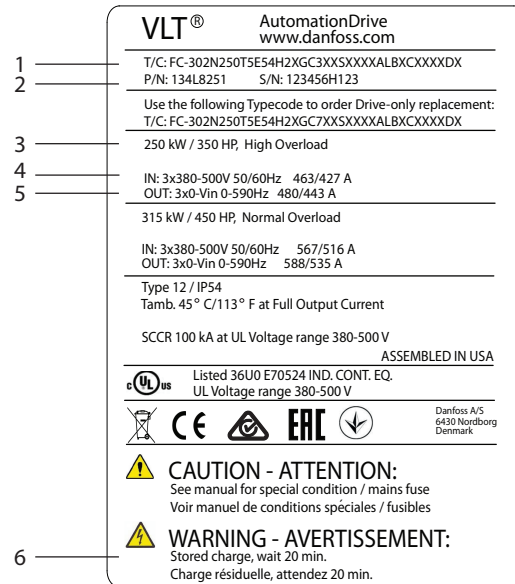 VLT® AutomationDrive
www.danfoss.com
1 T/C: FC-302N250T5E54H2XGC3XXSXXXXALBXCXXXXDX
2 P/N: 134L8251 S/N: 123456H123
Use the following Typecode to order Drive-only replacement:
T/C: FC-302N250T5E54H2XGC7XXSXXXXALBXCXXXXDX
3 250 kW / 350 HP, High Overload
4 IN: 3x380-500V 50/60Hz 463/427 A
5 OUT: 3x0-Vin 0-590Hz 480/443 A
315 kW / 450 HP, Normal Overload
IN: 3x380-500V 50/60Hz 567/516 A
OUT: 3x0-Vin 0-590Hz 588/535 A
Type 12 / IP54
Tamb. 45° C/113° F at Full Output Current
SCCR 100 kA at UL Voltage range 380-500 V
ASSEMBLED IN USA
c UL us Listed 36U0 E70524 IND. CONT. EQ.
UL Voltage range 380-500 V
CE EAC
Danfoss A/S
6430 Nordborg
Denmark
CAUTION - ATTENTION:
See manual for special condition / mains fuse
Voir manuel de conditions spéciales / fusibles
WARNING - AVERTISSEMENT:
6 Stored charge, wait 20 min.
Charge résiduelle, attendez 20 min.